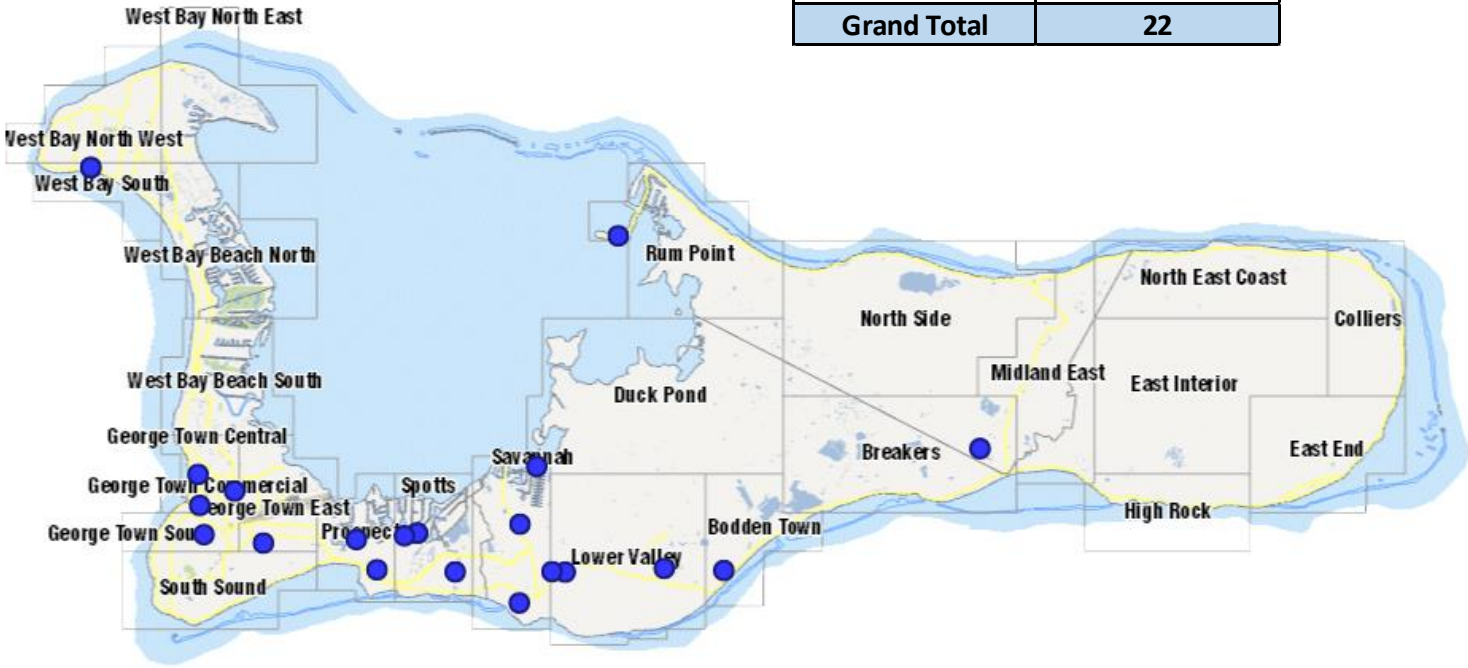 West Bay North East
Grand Total 22
West Bay North West
West Bay South
West Bay Beach North
Rum Point
North East Coast
North Side
Colliers
West Bay Beach South
Duck Pond
Midland East
East Interior
George Town Central
Savannah
Breakers
East End
George Town Commercial
Spotts
George Town East
High Rock
George Town Sou
Prospect
Bodden Town
Lower Valley
South Sound